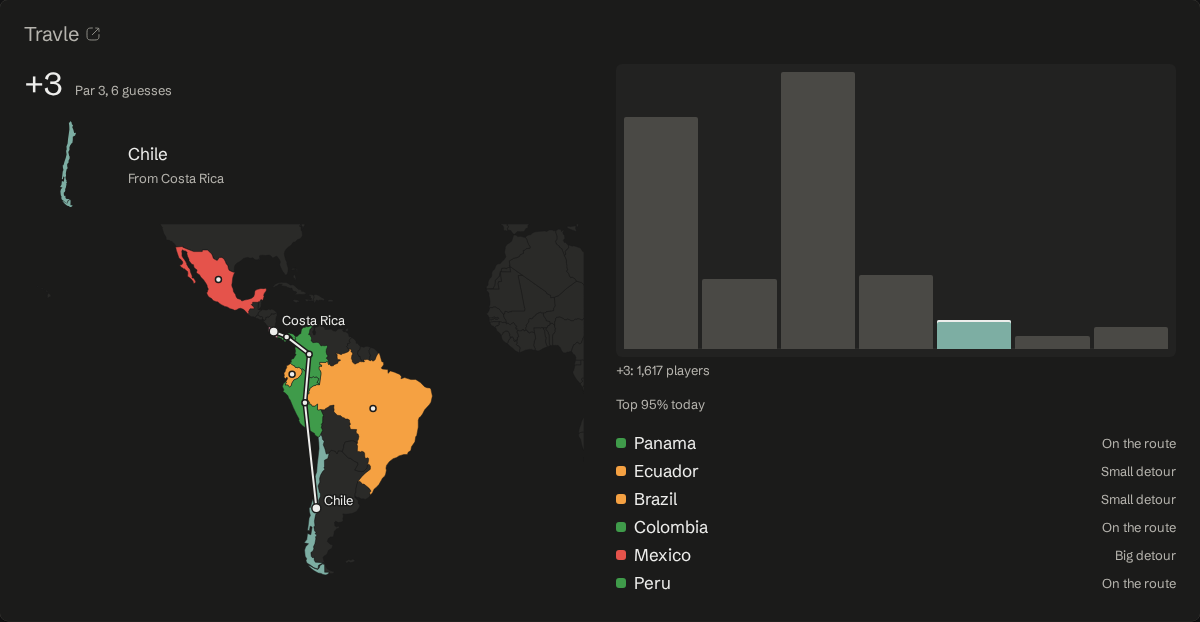 Travle
+3 Par 3, 6 guesses
Chile
From Costa Rica
Costa Rica
Chile
+3: 1,617 players
Top 95% today
Panama On the route
Ecuador Small detour
Brazil Small detour
Colombia On the route
Mexico Big detour
Peru On the route